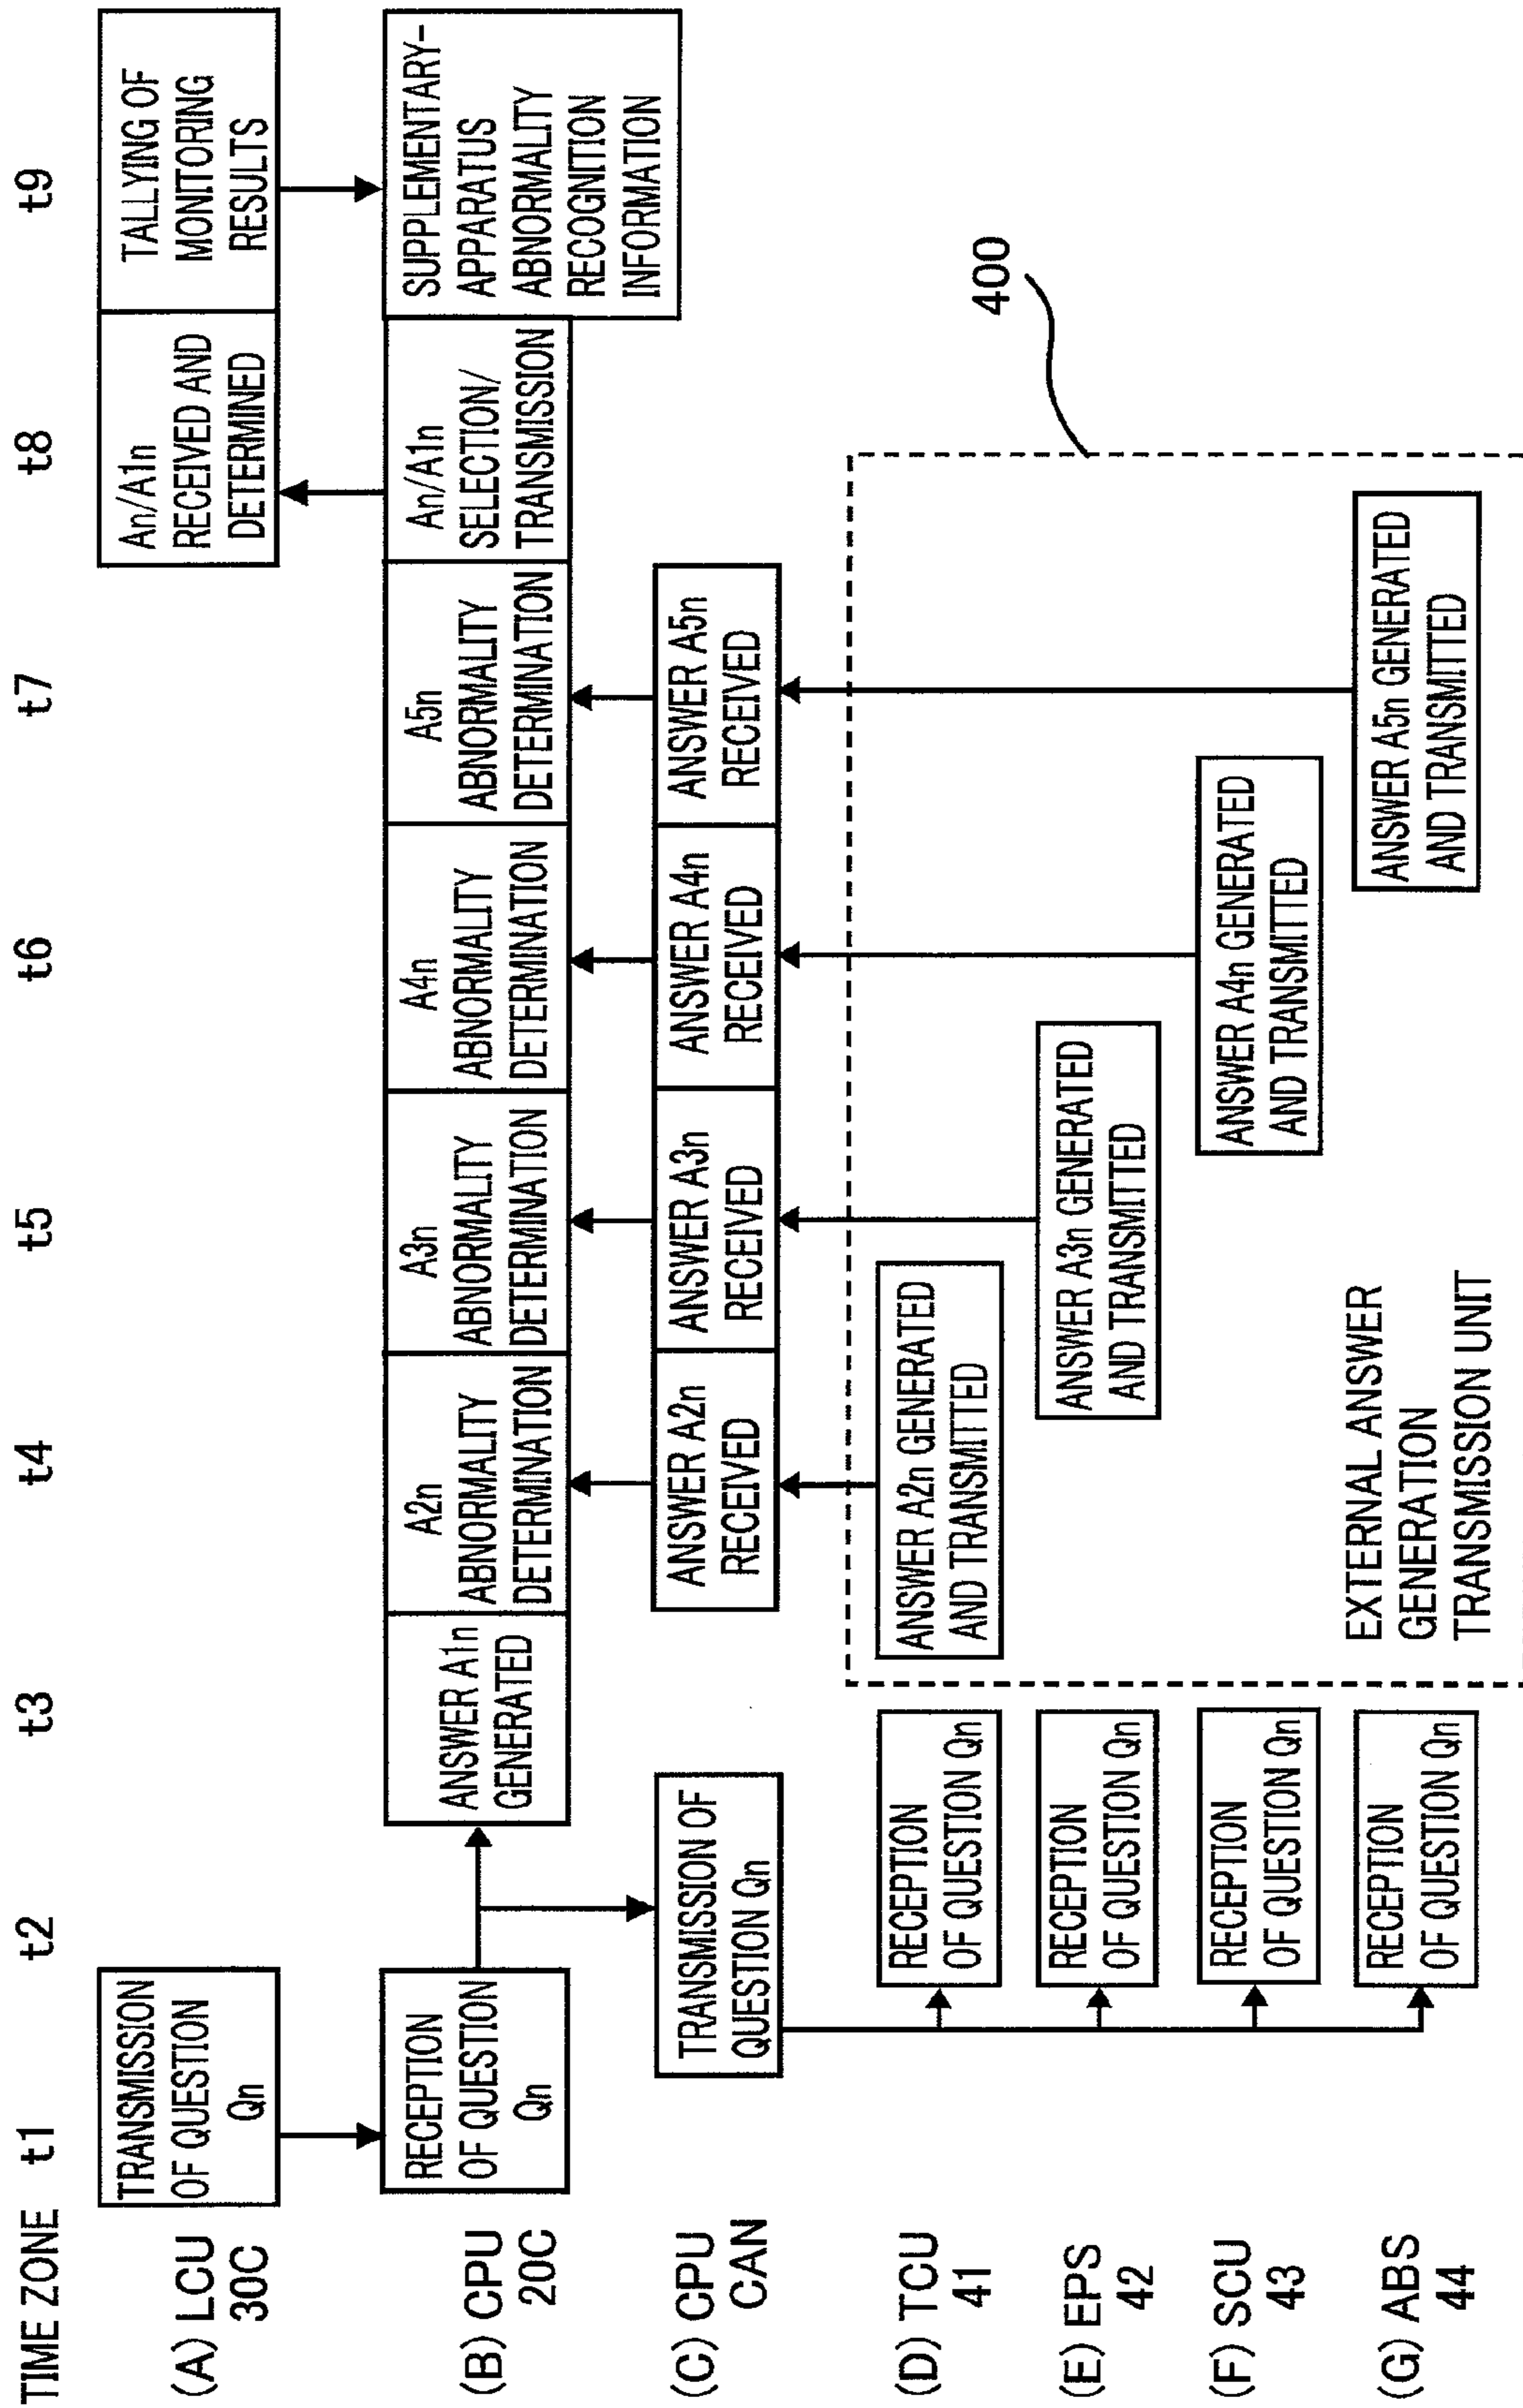 TIME ZONE t1 t2 t3 t4 t5 t6 t7 t8 t9
(A) LCU
30C
TRANSMISSION
OF QUESTION
Qn
An/A1n
RECEIVED AND
DETERMINED
TALLYING OF
MONITORING
RESULTS
(B) CPU
20C
RECEPTION
OF QUESTION
Qn
ANSWER A1n
GENERATED
A2n
ABNORMALITY
DETERMINATION
A3n
ABNORMALITY
DETERMINATION
A4n
ABNORMALITY
DETERMINATION
A5n
ABNORMALITY
DETERMINATION
An/A1n
SELECTION/
TRANSMISSION
SUPPLEMENTARY-
APPARATUS
ABNORMALITY
RECOGNITION
INFORMATION
(C) CPU
CAN
TRANSMISSION OF
QUESTION Qn
ANSWER A2n
RECEIVED
ANSWER A3n
RECEIVED
ANSWER A4n
RECEIVED
ANSWER A5n
RECEIVED
400
(D) TCU
41
RECEPTION
OF QUESTION Qn
ANSWER A2n GENERATED
AND TRANSMITTED
(E) EPS
42
RECEPTION
OF QUESTION Qn
ANSWER A3n GENERATED
AND TRANSMITTED
(F) SCU
43
RECEPTION
OF QUESTION Qn
ANSWER A4n GENERATED
AND TRANSMITTED
(G) ABS
44
RECEPTION
OF QUESTION Qn
EXTERNAL ANSWER
GENERATION
TRANSMISSION UNIT
ANSWER A5n GENERATED
AND TRANSMITTED